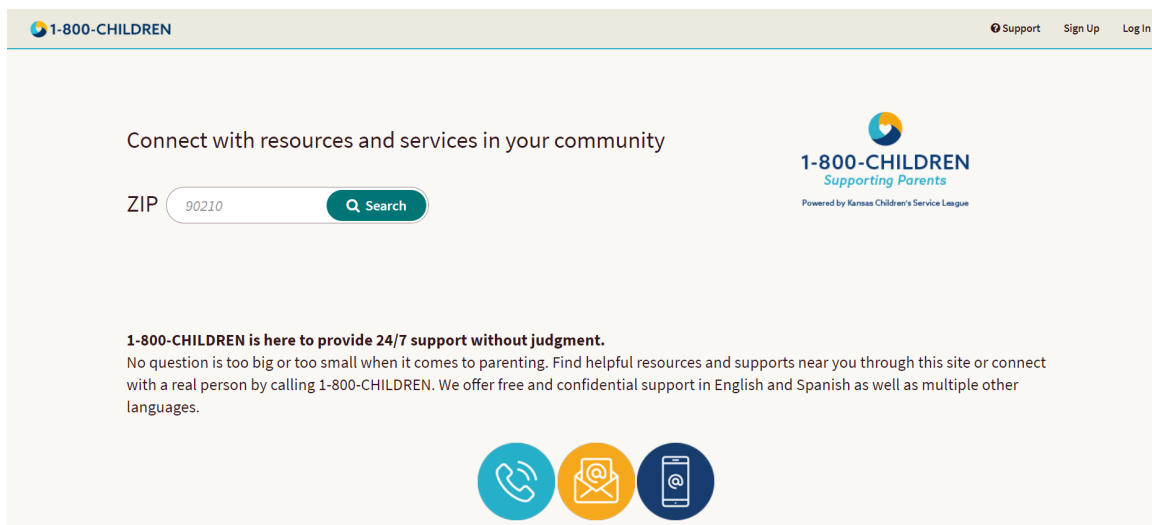 1-800-CHILDREN
Support Sign Up Log In
Connect with resources and services in your community
1-800-CHILDREN
Supporting Parents
Powered by Kansas Children's Service League
ZIP 90210 Search
1-800-CHILDREN is here to provide 24/7 support without judgment.
No question is too big or too small when it comes to parenting. Find helpful resources and supports near you through this site or connect
with a real person by calling 1-800-CHILDREN. We offer free and confidential support in English and Spanish as well as multiple other
languages.